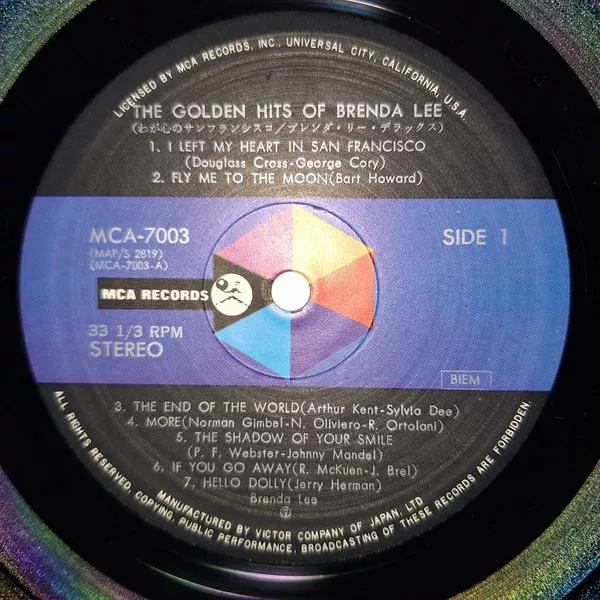 LICENSED BY MCA RECORDS, INC., UNIVERSAL CITY, CALIFORNIA, U.S.A.
THE GOLDEN HITS OF BRENDA LEE
(わが心のサンフランシスコ/ブレンダ・リー・デラックス)
1. I LEFT MY HEART IN SAN FRANCISCO
(Douglass Cross-George Cory)
2. FLY ME TO THE MOON(Bart Howard)
MCA-7003
(MAP/S 2819)
(MCA-7003-A)
SIDE 1
MCA RECORDS
33 1/3 RPM
STEREO
BIEM
3. THE END OF THE WORLD(Arthur Kent-Sylvia Dee)
4. MORE(Norman Gimbel-N. Oliviero-R. Ortolani)
5. THE SHADOW OF YOUR SMILE
(P. F. Webster-Johnny Mandel)
6. IF YOU GO AWAY(R. McKuen-J. Brel)
7. HELLO DOLLY(Jerry Herman)
Brenda Lee
MANUFACTURED BY VICTOR COMPANY OF JAPAN, LTD
ALL RIGHTS RESERVED, COPYING, PUBLIC PERFORMANCE, BROADCASTING OF THESE RECORDS ARE FORBIDDEN.